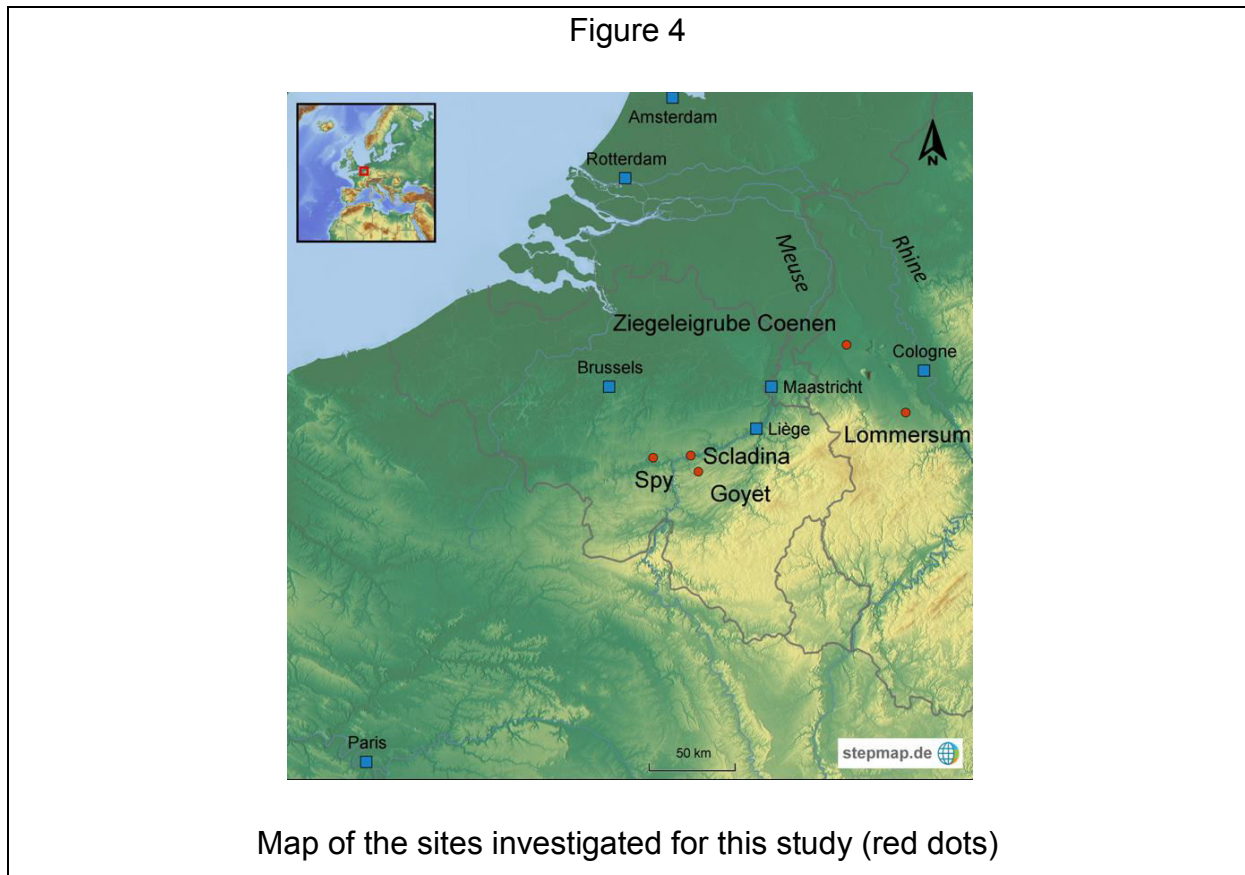 Figure 4
Amsterdam
N
Rotterdam
Meuse
Rhine
Ziegeleigrube Coenen
Cologne
Brussels
Maastricht
Liège
Lommersum
Scladina
Spy
Goyet
Paris
50 km
stepmap.de
Map of the sites investigated for this study (red dots)